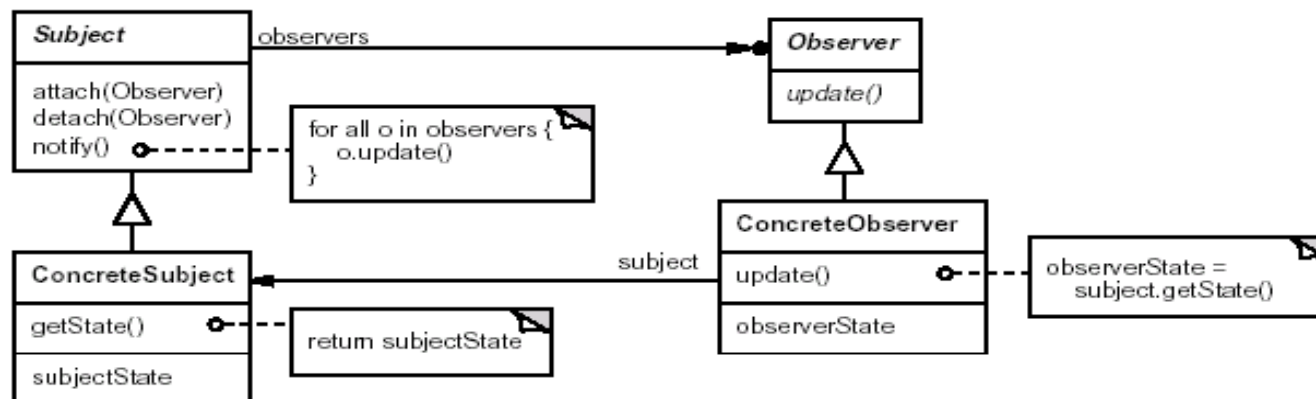 Subject
observers
Observer
attach(Observer)
detach(Observer)
notify()
for all o in observers {
o.update()
}
update()
ConcreteSubject
getState()
subjectState
return subjectState
subject
ConcreteObserver
update()
observerState
observerState =
subject.getState()